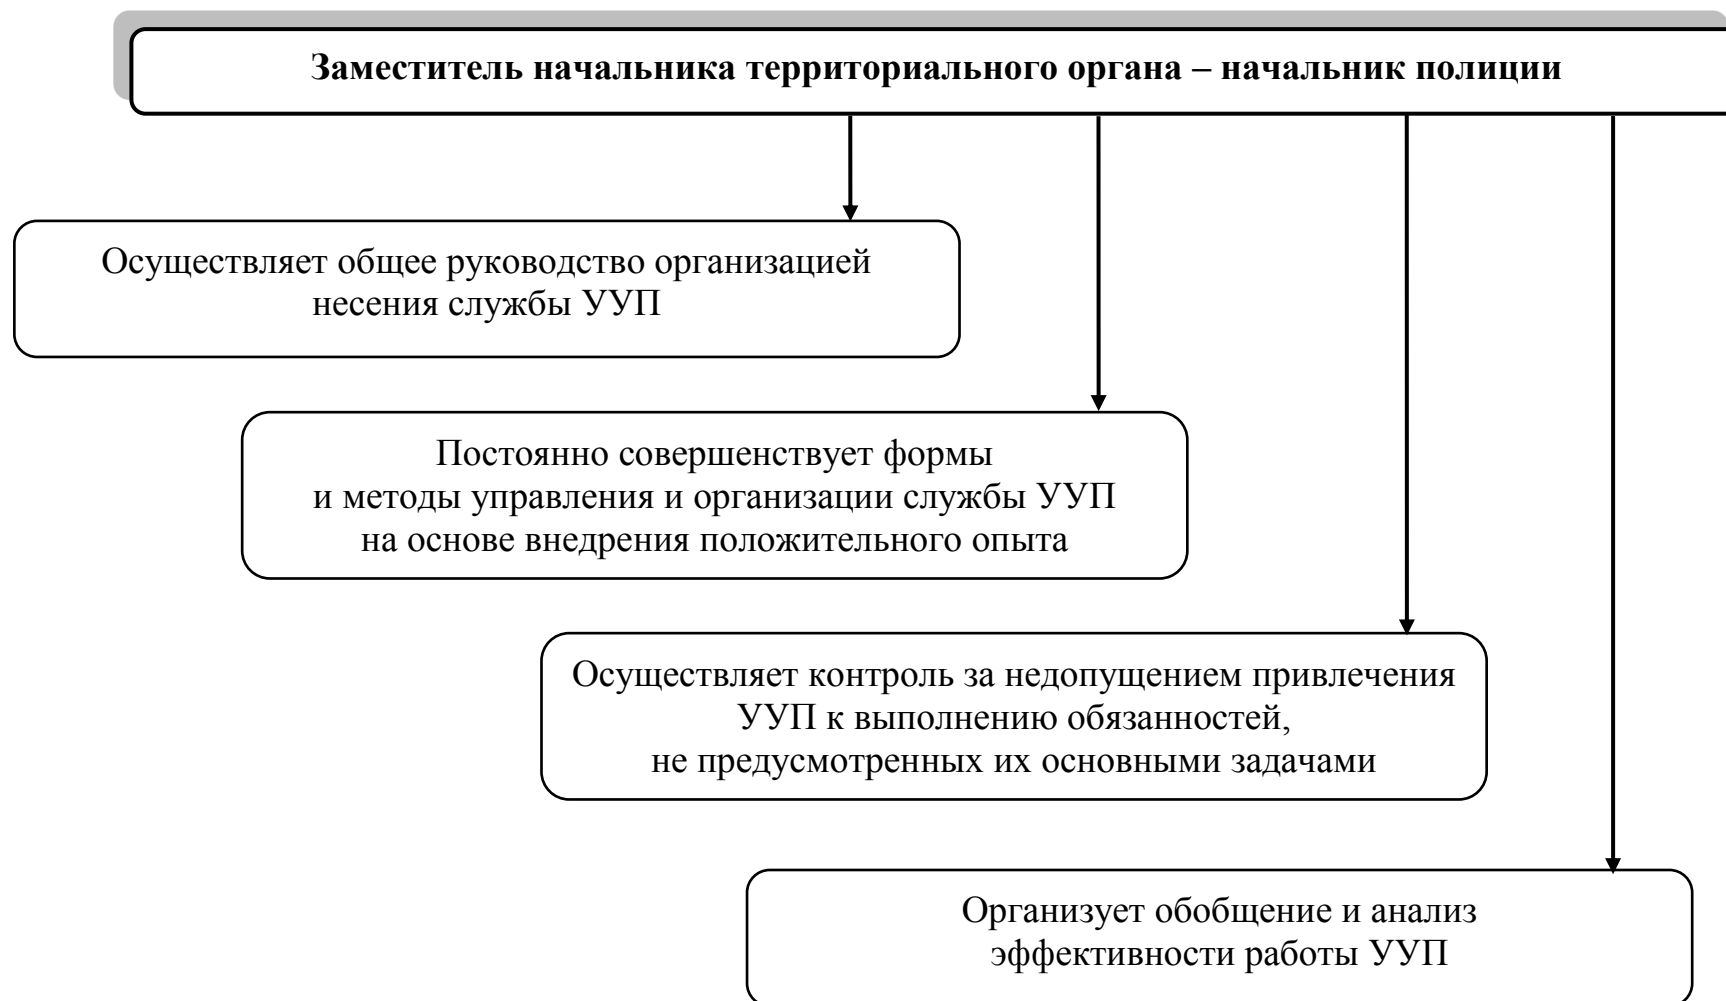 Заместитель начальника территориального органа – начальник полиции
Осуществляет общее руководство организацией
несения службы УУП
Постоянно совершенствует формы
и методы управления и организации службы УУП
на основе внедрения положительного опыта
Осуществляет контроль за недопущением привлечения
УУП к выполнению обязанностей,
не предусмотренных их основными задачами
Организует обобщение и анализ
эффективности работы УУП